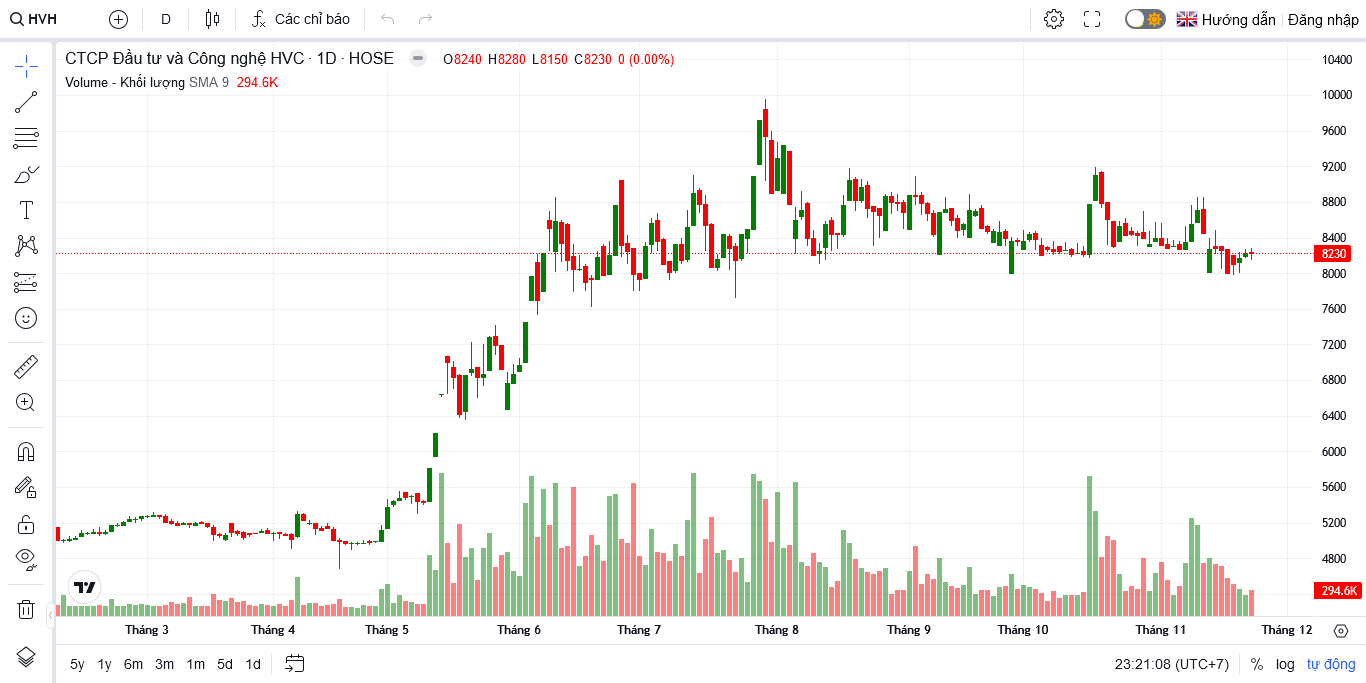 HVH D Các chỉ báo Hướng dẫn Đăng nhập
CTCP Đầu tư và Công nghệ HVC · 1D · HOSE O8240 H8280 L8150 C8230 0 (0.00%)
Volume - Khối lượng SMA 9 294.6K
10400
10000
9600
9200
8800
8400
8230
8000
7600
7200
6800
6400
6000
5600
5200
4800
294.6K
Tháng 3 Tháng 4 Tháng 5 Tháng 6 Tháng 7 Tháng 8 Tháng 9 Tháng 10 Tháng 11 Tháng 12
5y 1y 6m 3m 1m 5d 1d 23:21:08 (UTC+7) % log tự động